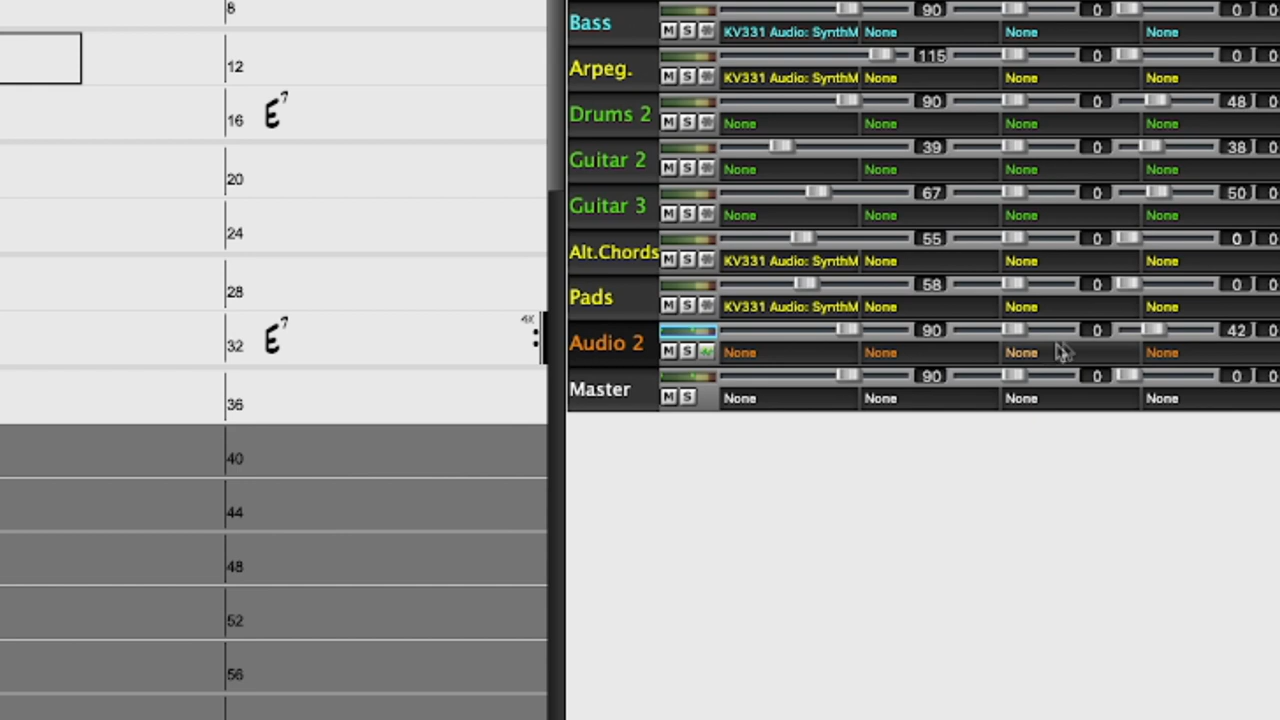 8
12
16 E7
20
24
28
32 E7 4X
36
40
44
48
52
56
Bass 90 0 0 0
M S KV331 Audio: SynthM None None None
Arpeg. 115 0 0 0
M S KV331 Audio: SynthM None None None
Drums 2 90 0 48 0
M S None None None None
Guitar 2 39 0 38 0
M S None None None None
Guitar 3 67 0 50 0
M S None None None None
Alt.Chords 55 0 0 0
M S KV331 Audio: SynthM None None None
Pads 58 0 0 0
M S KV331 Audio: SynthM None None None
Audio 2 90 0 42 0
M S None None None None
Master 90 0 0 0
M S None None None None